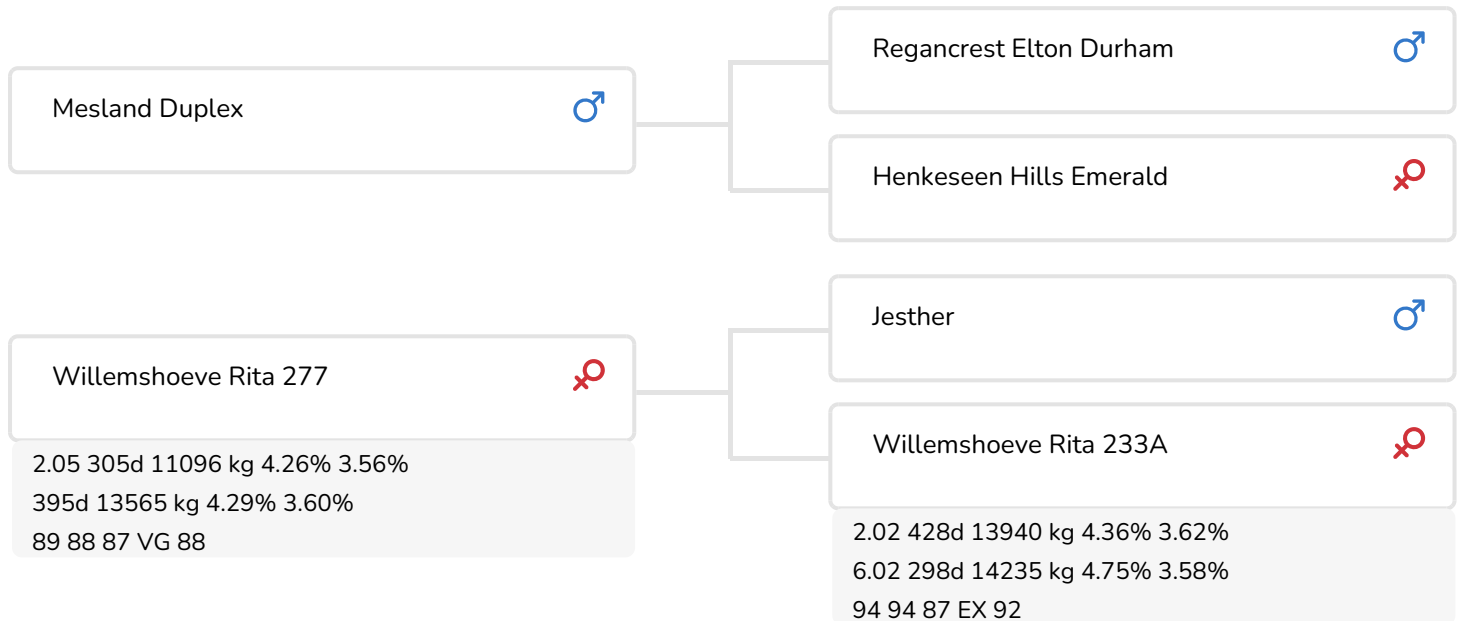 Regancrest Elton Durham
Mesland Duplex
Henkeseen Hills Emerald
Jesther
Willemshoeve Rita 277
2.05 305d 11096 kg 4.26% 3.56%
395d 13565 kg 4.29% 3.60%
89 88 87 VG 88
Willemshoeve Rita 233A
2.02 428d 13940 kg 4.36% 3.62%
6.02 298d 14235 kg 4.75% 3.58%
94 94 87 EX 92